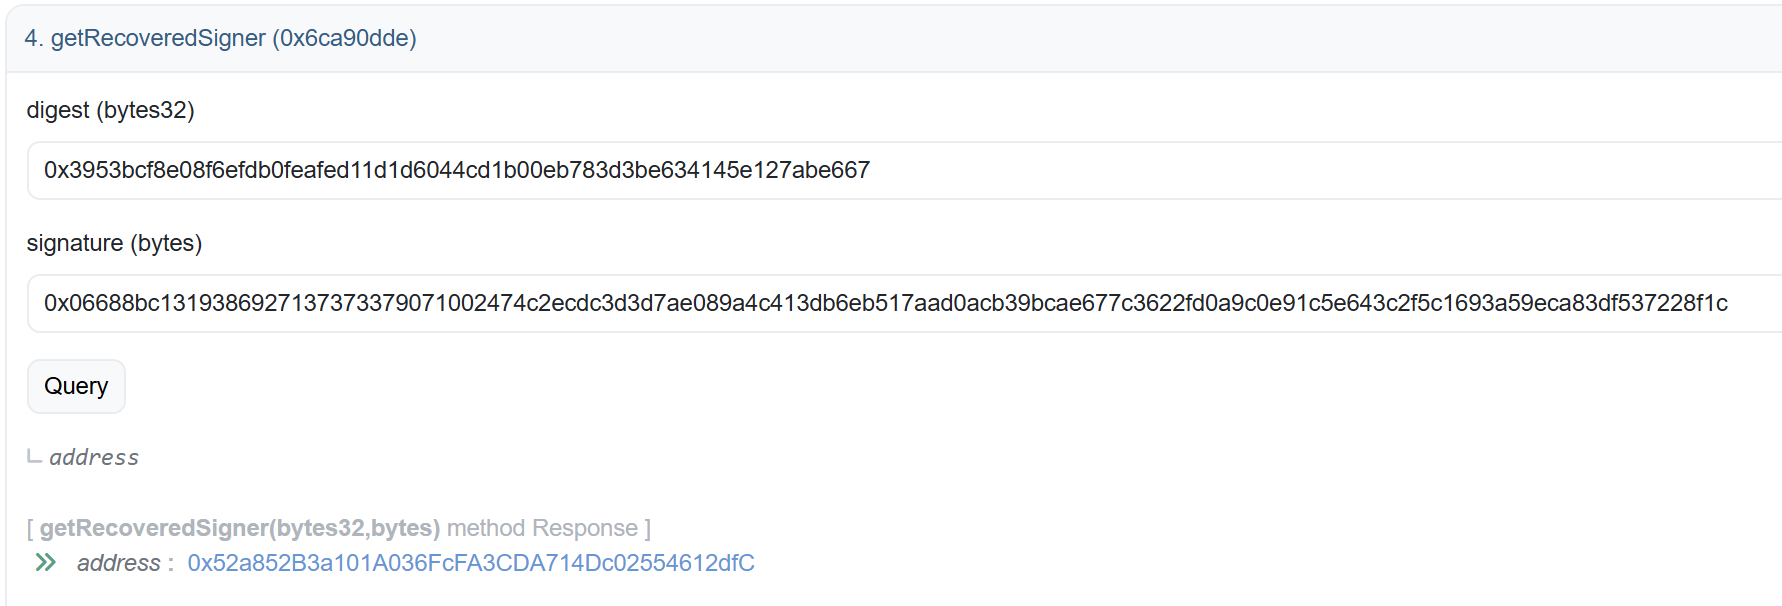 4. getRecoveredSigner (0x6ca90dde)
digest (bytes32)
0x3953bcf8e08f6efdb0feafed11d1d6044cd1b00eb783d3be634145e127abe667
signature (bytes)
0x06688bc1319386927137373379071002474c2ecdc3d3d7ae089a4c413db6eb517aad0acb39bcae677c3622fd0a9c0e91c5e643c2f5c1693a59eca83df537228f1c
Query
address
[ getRecoveredSigner(bytes32,bytes) method Response ]
address : 0x52a852B3a101A036FcFA3CDA714Dc02554612dfC